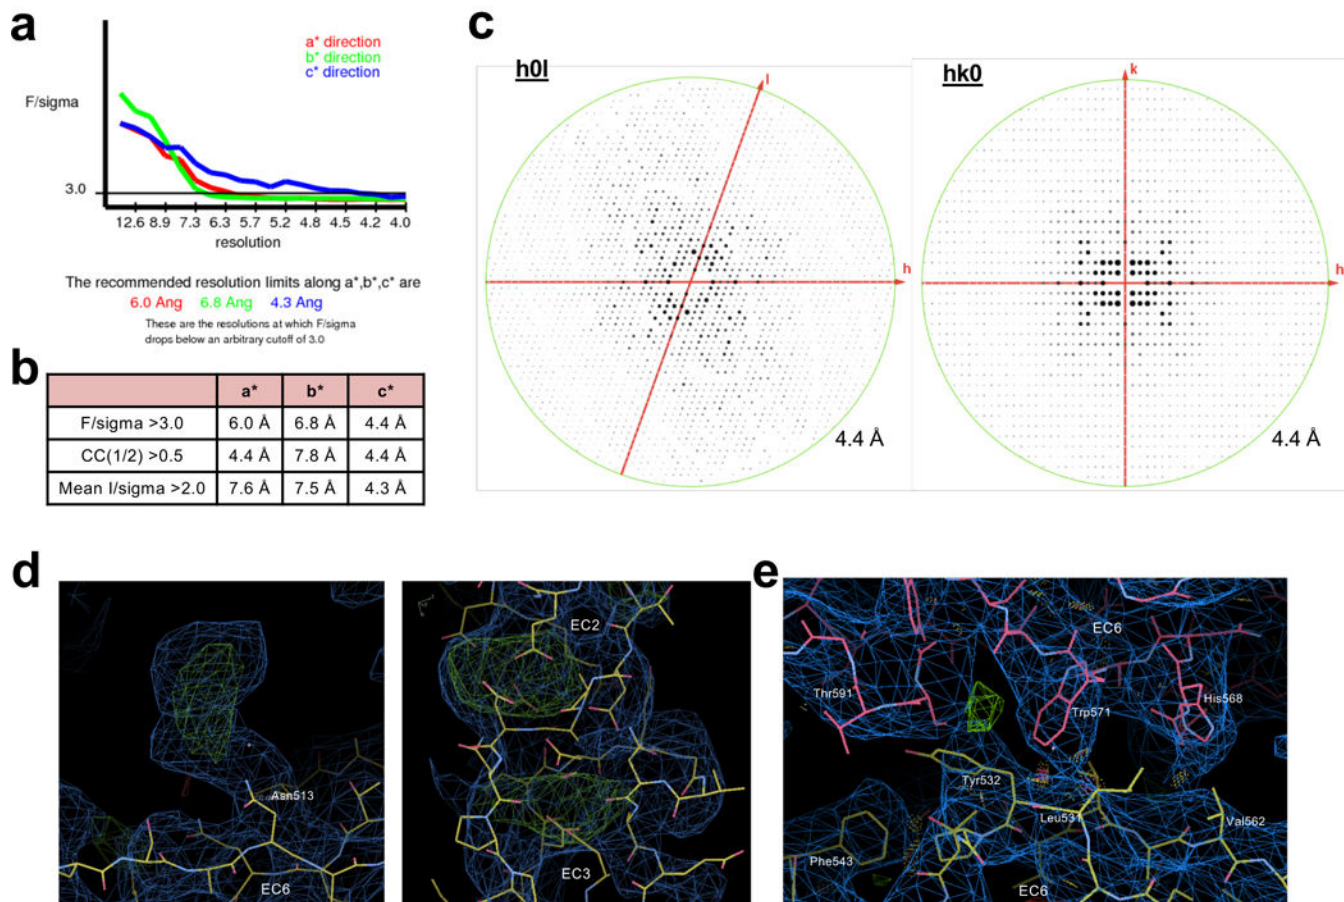 a
a* direction
b* direction
c* direction
F/sigma
3.0
12.6 8.9 7.3 6.3 5.7 5.2 4.8 4.5 4.2 4.0
resolution
The recommended resolution limits along a*,b*,c* are
6.0 Ang 6.8 Ang 4.3 Ang
These are the resolutions at which F/sigma
drops below an arbitrary cutoff of 3.0
b
a* b* c*
F/sigma >3.0 6.0 Å 6.8 Å 4.4 Å
CC(1/2) >0.5 4.4 Å 7.8 Å 4.4 Å
Mean I/sigma >2.0 7.6 Å 7.5 Å 4.3 Å
c
h0l
l
h
4.4 Å
hk0
k
h
4.4 Å
d
Asn513
EC6
EC2
EC3
e
EC6
Thr591
Trp571
His568
Tyr532
Leu531
Val562
Phe543
EC6